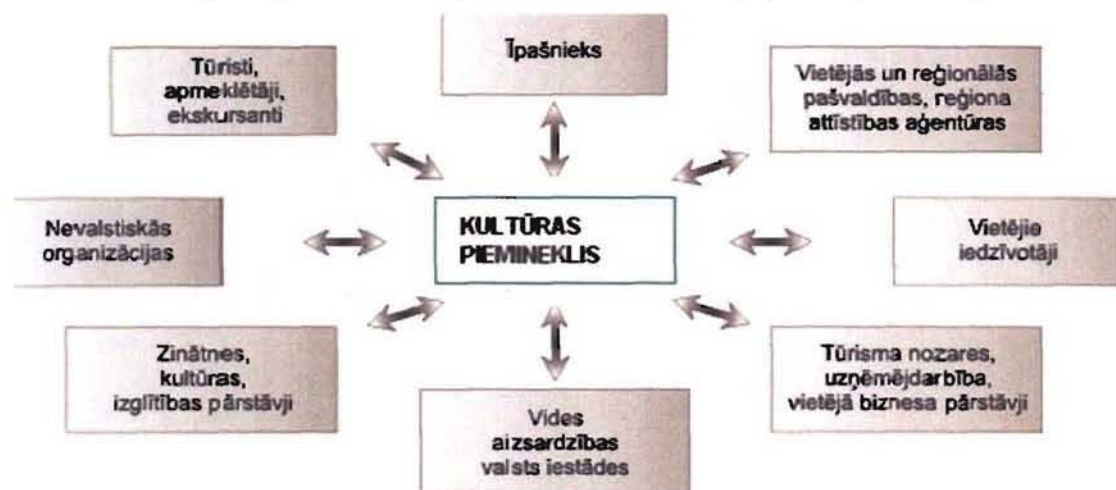 Īpašnieks
Tūristi,
apmeklētāji,
ekskursanti
Vietējās un reģionālās
pašvaldības, reģiona
attīstības aģentūras
Nevalstiskās
organizācijas
KULTŪRAS
PIEMINEKLIS
Vietējie
iedzīvotāji
Zinātnes,
kultūras,
izglītības pārstāvji
Vides
aizsardzības
valsts iestādes
Tūrisma nozares,
uzņēmējdarbība,
vietējā biznesa pārstāvji